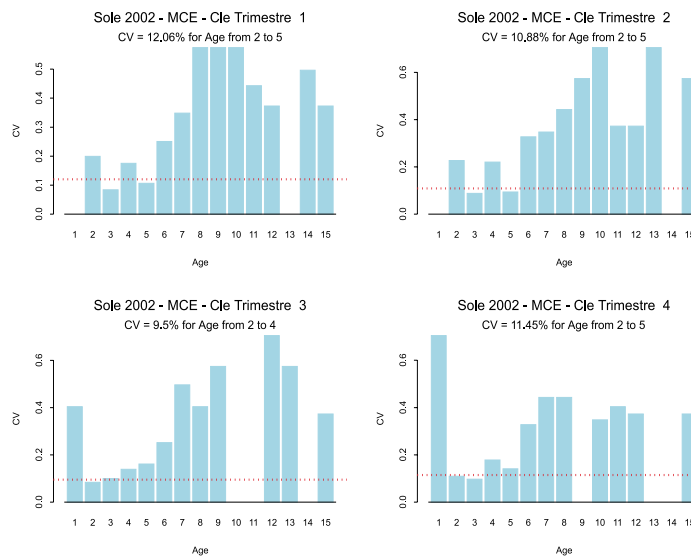 Sole 2002 - MCE - Cle Trimestre 1
CV = 12.06% for Age from 2 to 5
CV
0.0 0.1 0.2 0.3 0.4 0.5
1 2 3 4 5 6 7 8 9 10 11 12 13 14 15
Age
Sole 2002 - MCE - Cle Trimestre 2
CV = 10.88% for Age from 2 to 5
CV
0.0 0.2 0.4 0.6
1 2 3 4 5 6 7 8 9 10 11 12 13 14 15
Age
Sole 2002 - MCE - Cle Trimestre 3
CV = 9.5% for Age from 2 to 4
CV
0.0 0.2 0.4 0.6
1 2 3 4 5 6 7 8 9 10 11 12 13 14 15
Age
Sole 2002 - MCE - Cle Trimestre 4
CV = 11.45% for Age from 2 to 5
CV
0.0 0.2 0.4 0.6
1 2 3 4 5 6 7 8 9 10 11 12 13 14 15
Age